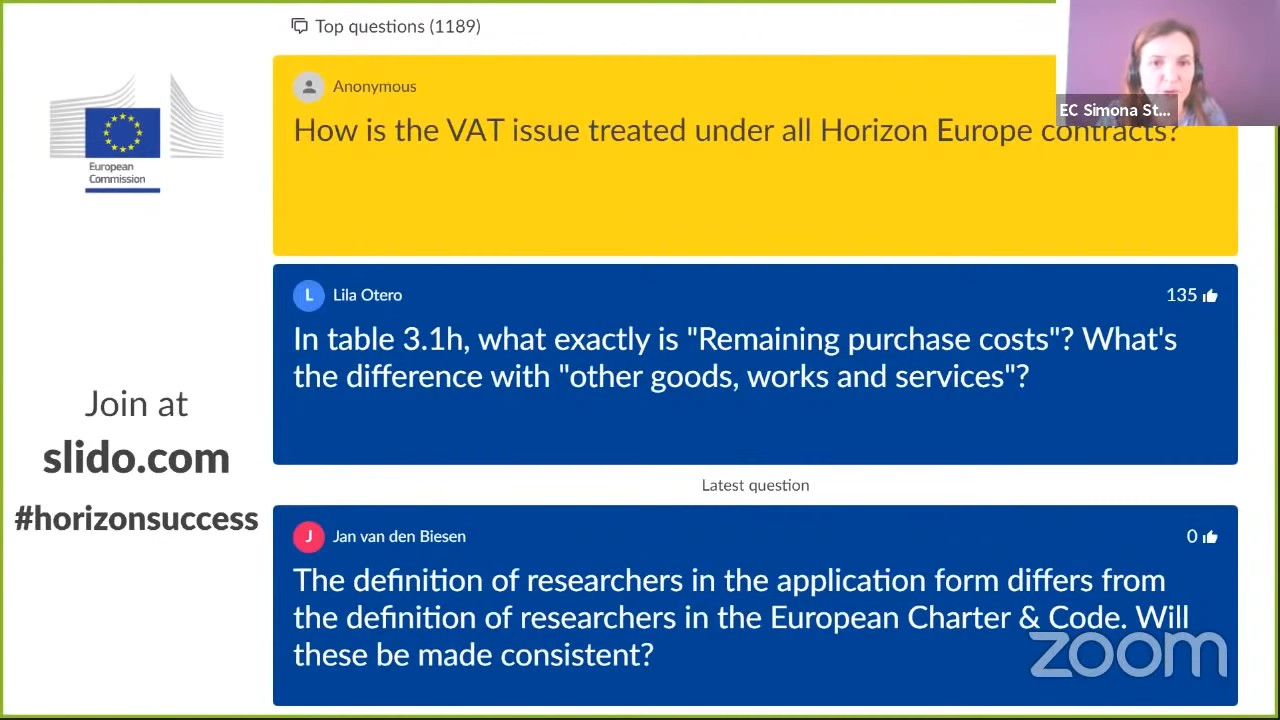 Top questions (1189)
Anonymous
How is the VAT issue treated under all Horizon Europe contracts?
EC Simona St...
European
Commission
L
Lila Otero
135
In table 3.1h, what exactly is "Remaining purchase costs"? What's
the difference with "other goods, works and services"?
Join at
slido.com
#horizonsuccess
Latest question
J
Jan van den Biesen
0
The definition of researchers in the application form differs from
the definition of researchers in the European Charter & Code. Will
these be made consistent?
zoom